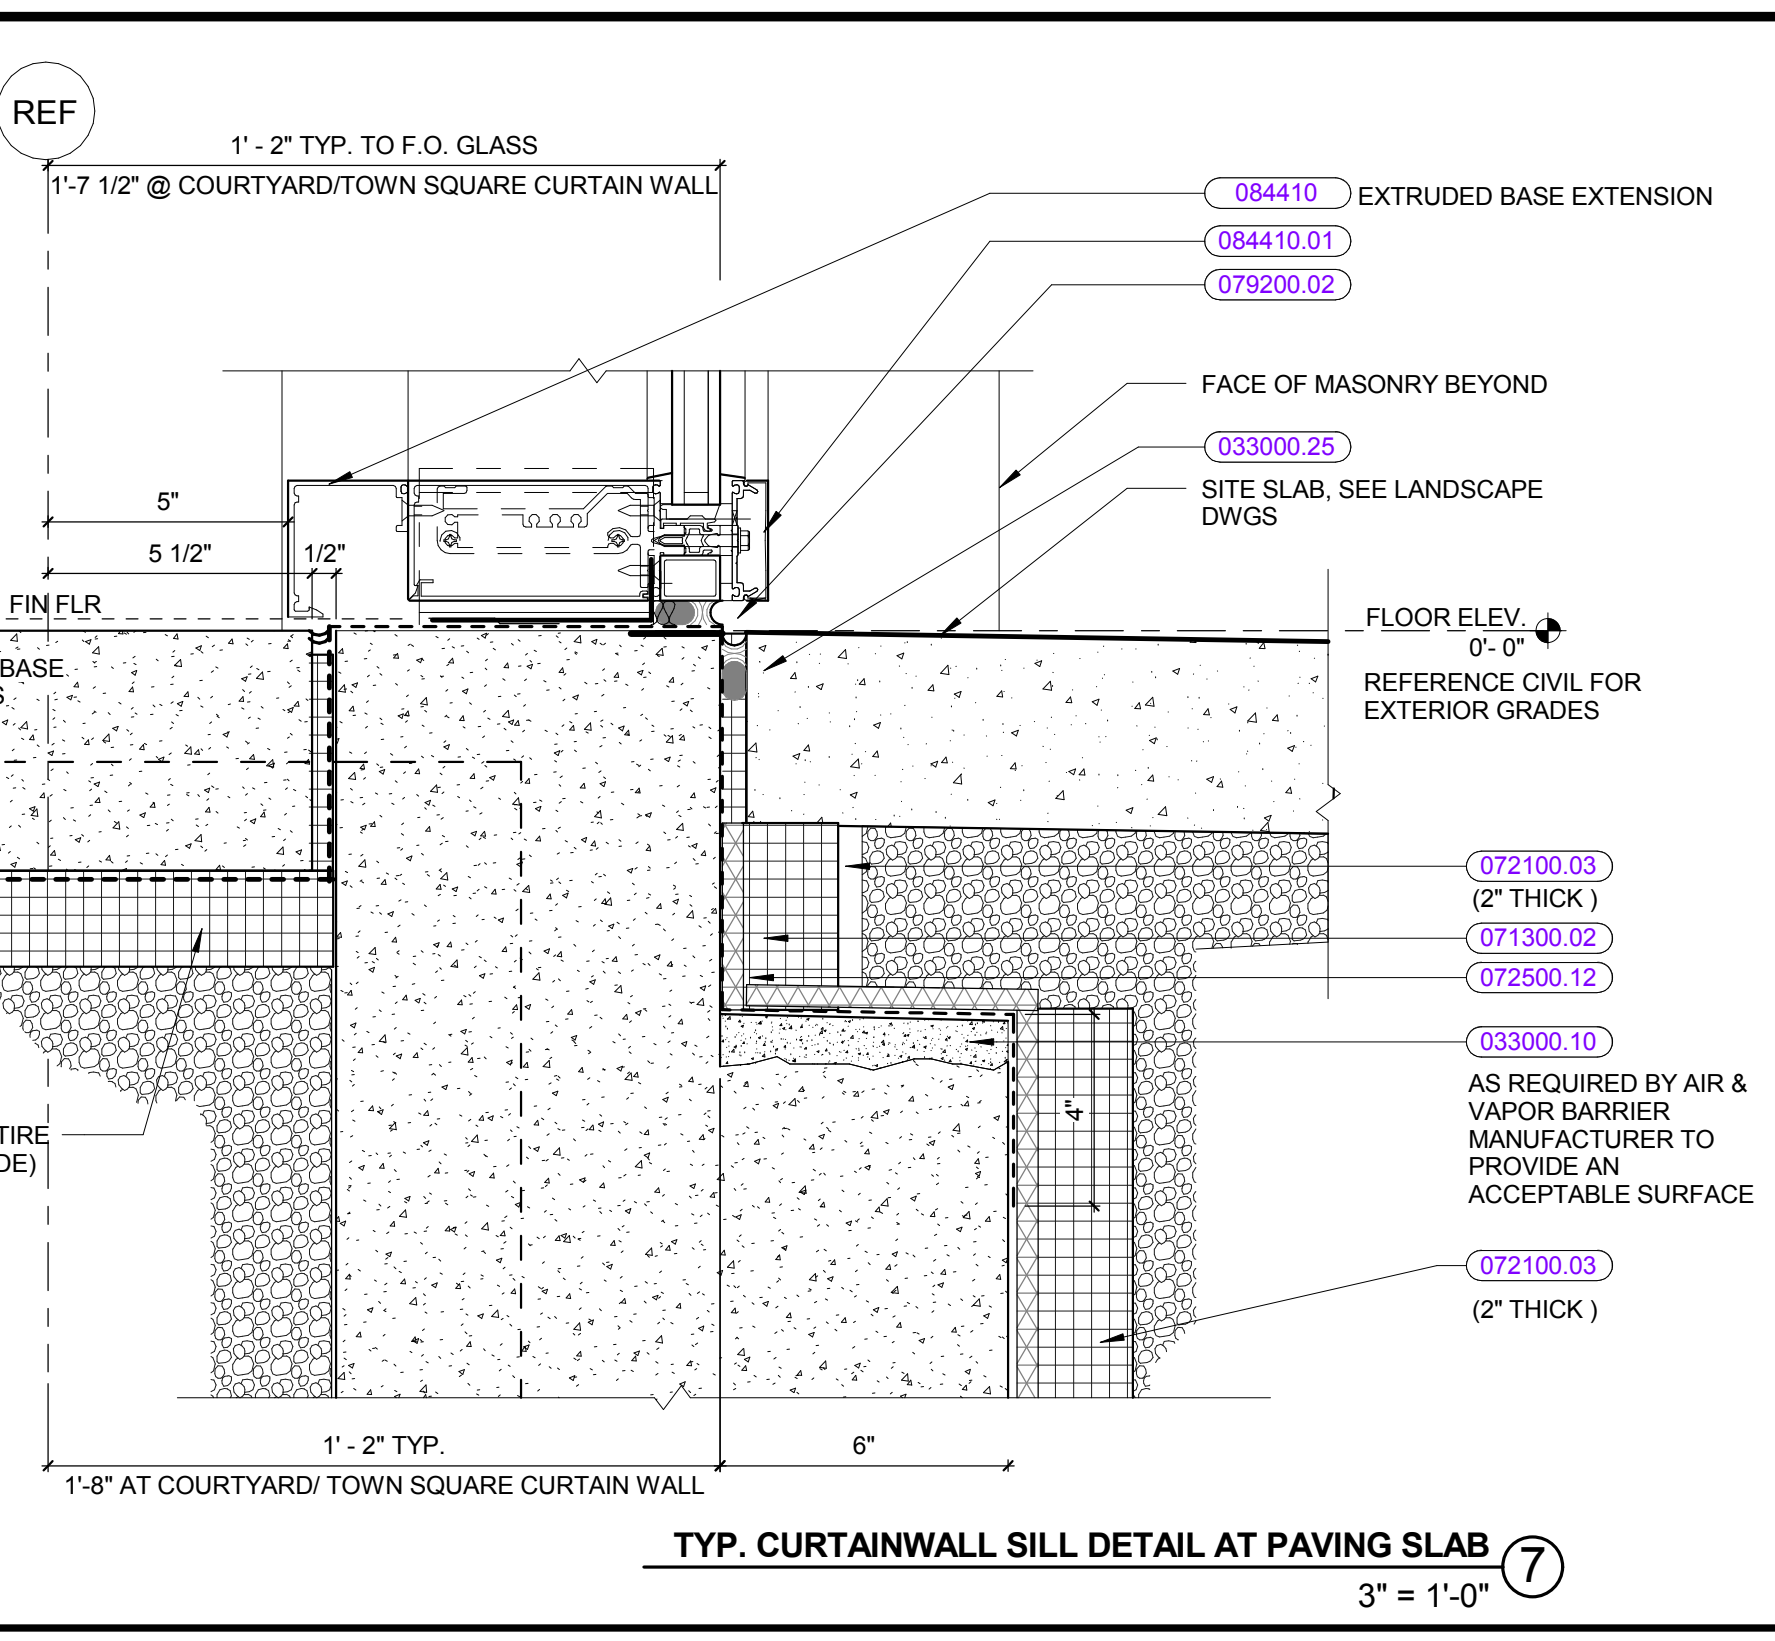 REF
1' - 2" TYP. TO F.O. GLASS
1'-7 1/2" @ COURTYARD/TOWN SQUARE CURTAIN WALL
084410 EXTRUDED BASE EXTENSION
084410.01
079200.02
FACE OF MASONRY BEYOND
033000.25
SITE SLAB, SEE LANDSCAPE
DWGS
5"
5 1/2" 1/2"
FIN FLR
FLOOR ELEV.
0'- 0"
BASE
S
REFERENCE CIVIL FOR
EXTERIOR GRADES
072100.03
(2" THICK )
071300.02
072500.12
033000.10
AS REQUIRED BY AIR &
VAPOR BARRIER
MANUFACTURER TO
PROVIDE AN
ACCEPTABLE SURFACE
4"
TIRE
DE)
072100.03
(2" THICK )
1' - 2" TYP. 6"
1'-8" AT COURTYARD/ TOWN SQUARE CURTAIN WALL
TYP. CURTAINWALL SILL DETAIL AT PAVING SLAB 7
3" = 1'-0"